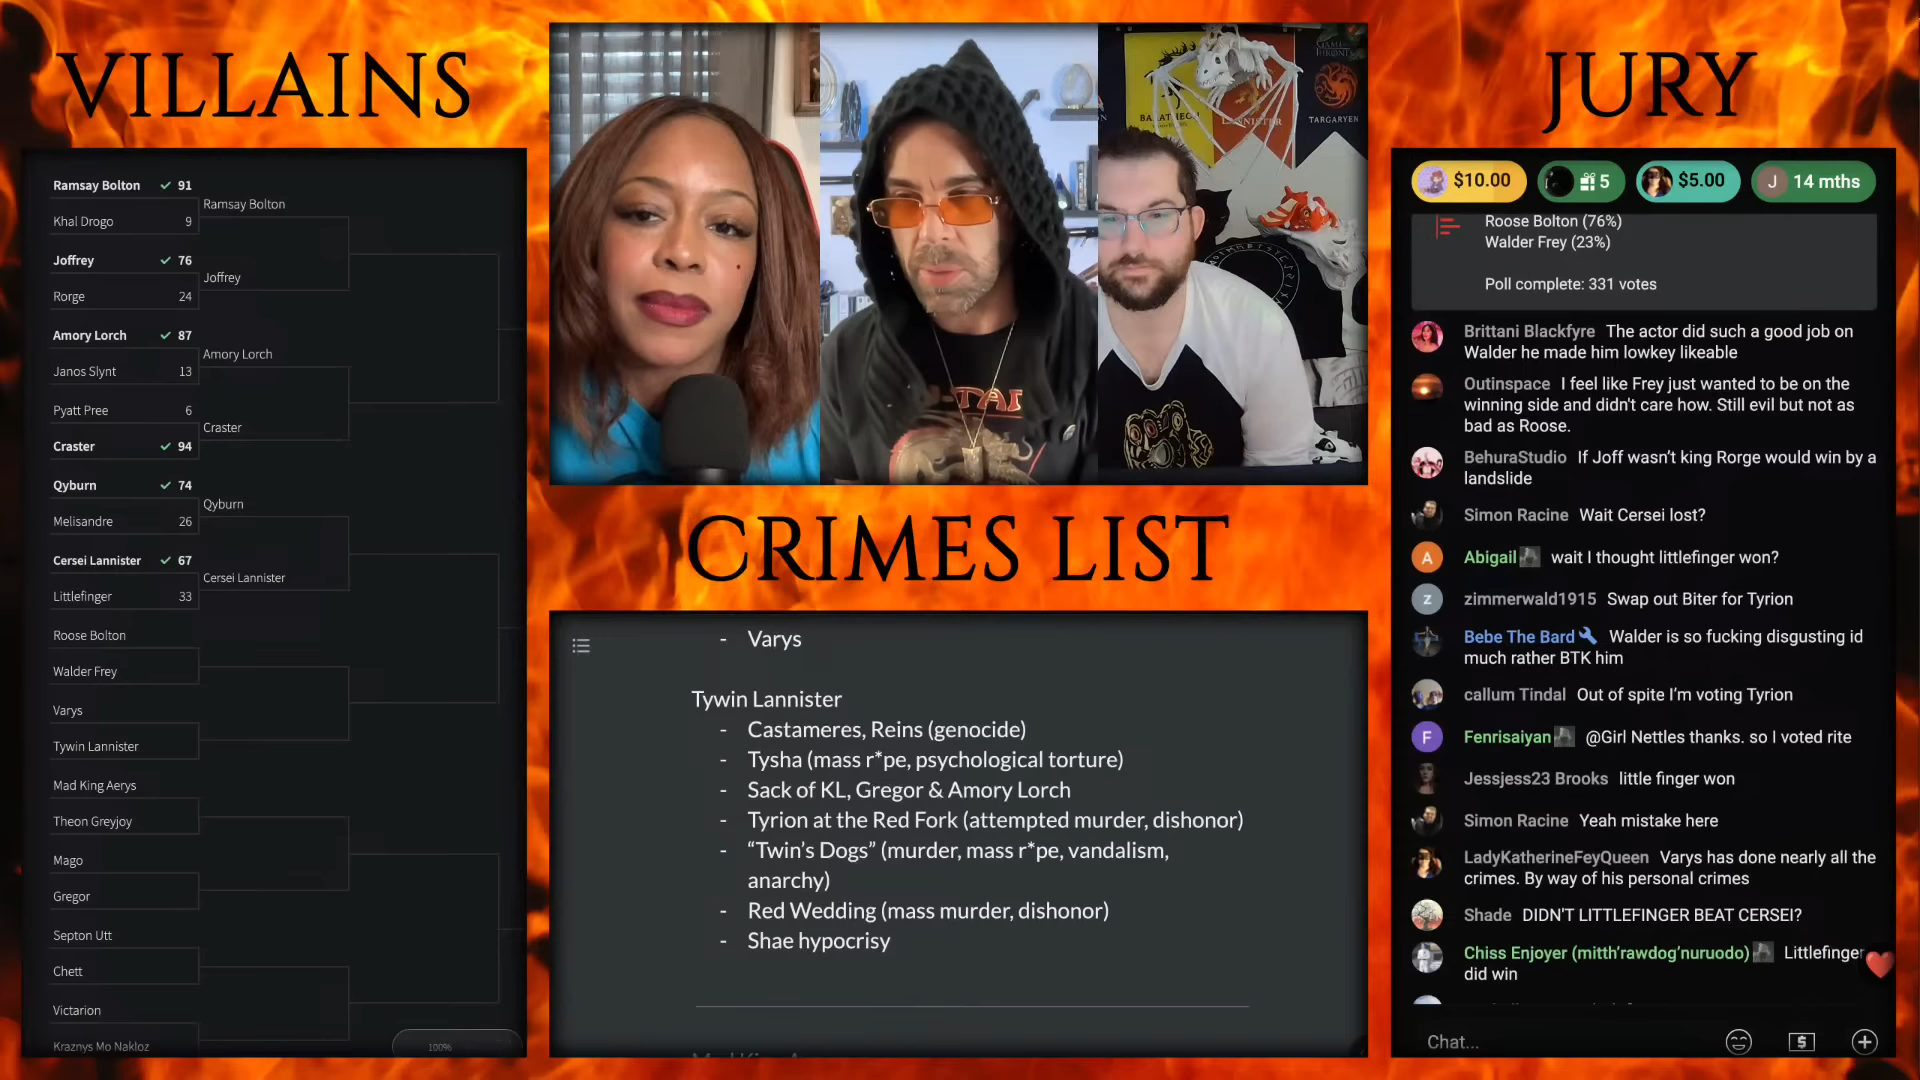 VILLAINS
Ramsay Bolton 91
Khal Drogo 9
Ramsay Bolton
Joffrey 76
Rorge 24
Joffrey
Amory Lorch 87
Janos Slynt 13
Amory Lorch
Pyatt Pree 6
Craster 94
Craster
Qyburn 74
Melisandre 26
Qyburn
Cersei Lannister 67
Littlefinger 33
Cersei Lannister
Roose Bolton
Walder Frey
Varys
Tywin Lannister
Mad King Aerys
Theon Greyjoy
Mago
Gregor
Septon Utt
Chett
Victarion
Kraznys Mo Nakloz
100%
BARATHEON
LANNISTER
TARGARYEN
CRIMES LIST
- Varys
Tywin Lannister
- Castameres, Reins (genocide)
- Tysha (mass r*pe, psychological torture)
- Sack of KL, Gregor & Amory Lorch
- Tyrion at the Red Fork (attempted murder, dishonor)
- “Twin’s Dogs” (murder, mass r*pe, vandalism,
anarchy)
- Red Wedding (mass murder, dishonor)
- Shae hypocrisy
JURY
$10.00
5
$5.00
J 14 mths
Roose Bolton (76%)
Walder Frey (23%)
Poll complete: 331 votes
Brittani Blackfyre The actor did such a good job on
Walder he made him lowkey likeable
Outinspace I feel like Frey just wanted to be on the
winning side and didn't care how. Still evil but not as
bad as Roose.
BehuraStudio If Joff wasn’t king Rorge would win by a
landslide
Simon Racine Wait Cersei lost?
A Abigail wait I thought littlefinger won?
z zimmerwald1915 Swap out Biter for Tyrion
Bebe The Bard Walder is so fucking disgusting id
much rather BTK him
callum Tindal Out of spite I’m voting Tyrion
F Fenrisaiyan @Girl Nettles thanks. so I voted rite
Jessjess23 Brooks little finger won
Simon Racine Yeah mistake here
LadyKatherineFeyQueen Varys has done nearly all the
crimes. By way of his personal crimes
Shade DIDN'T LITTLEFINGER BEAT CERSEI?
Chiss Enjoyer (mitth’rawdog’nuruodo) Littlefinger
did win
Chat...